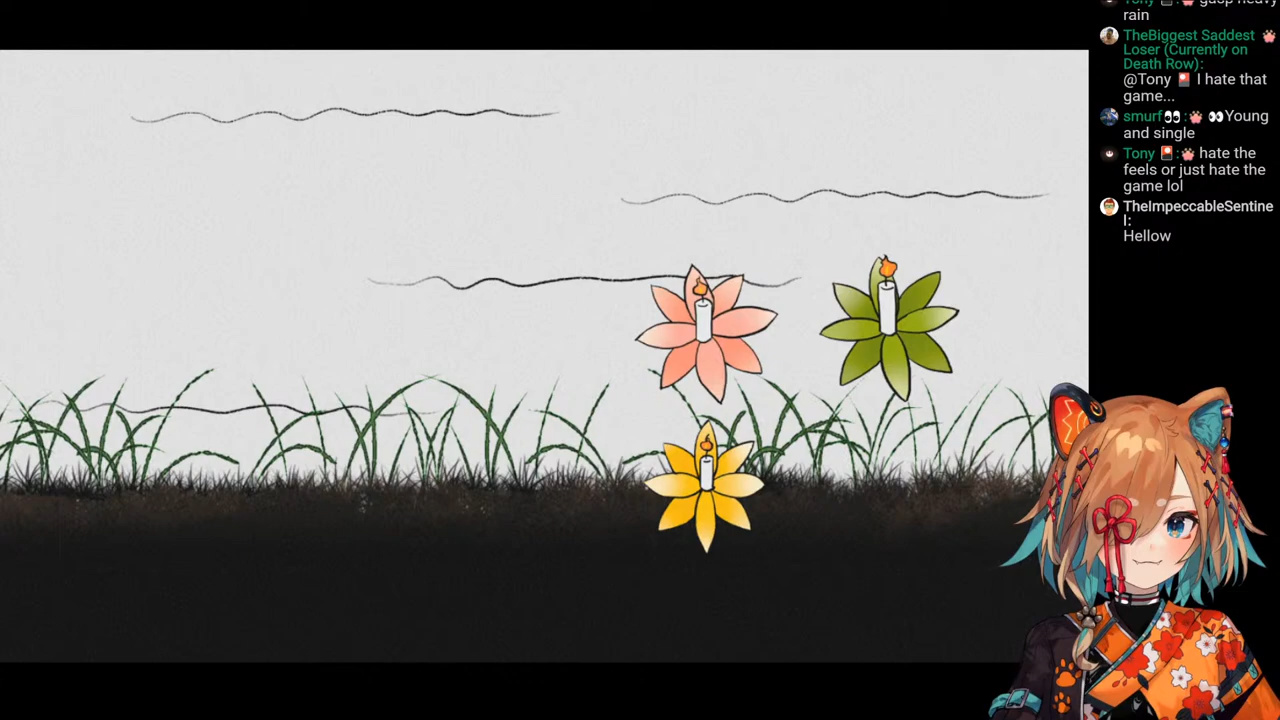 rain
TheBiggest Saddest
Loser (Currently on
Death Row):
@Tony 🎴 I hate that
game...
smurf👀:🐾 👀Young
and single
Tony 🎴:🐾 hate the
feels or just hate the
game lol
TheImpeccableSentine
l:
Hellow